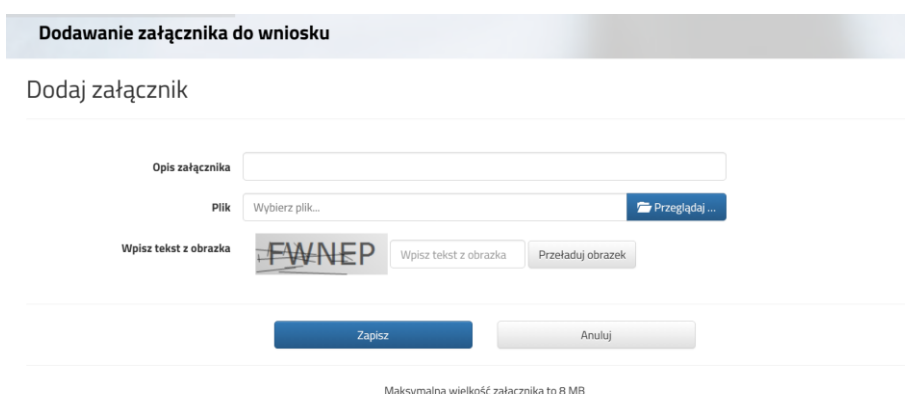 Dodawanie załącznika do wniosku
Dodaj załącznik
Opis załącznika
Plik Wybierz plik... Przeglądaj ...
Wpisz tekst z obrazka FWNEP Wpisz tekst z obrazka Przeładuj obrazek
Zapisz Anuluj
Maksymalna wielkość załącznika to 8 MB